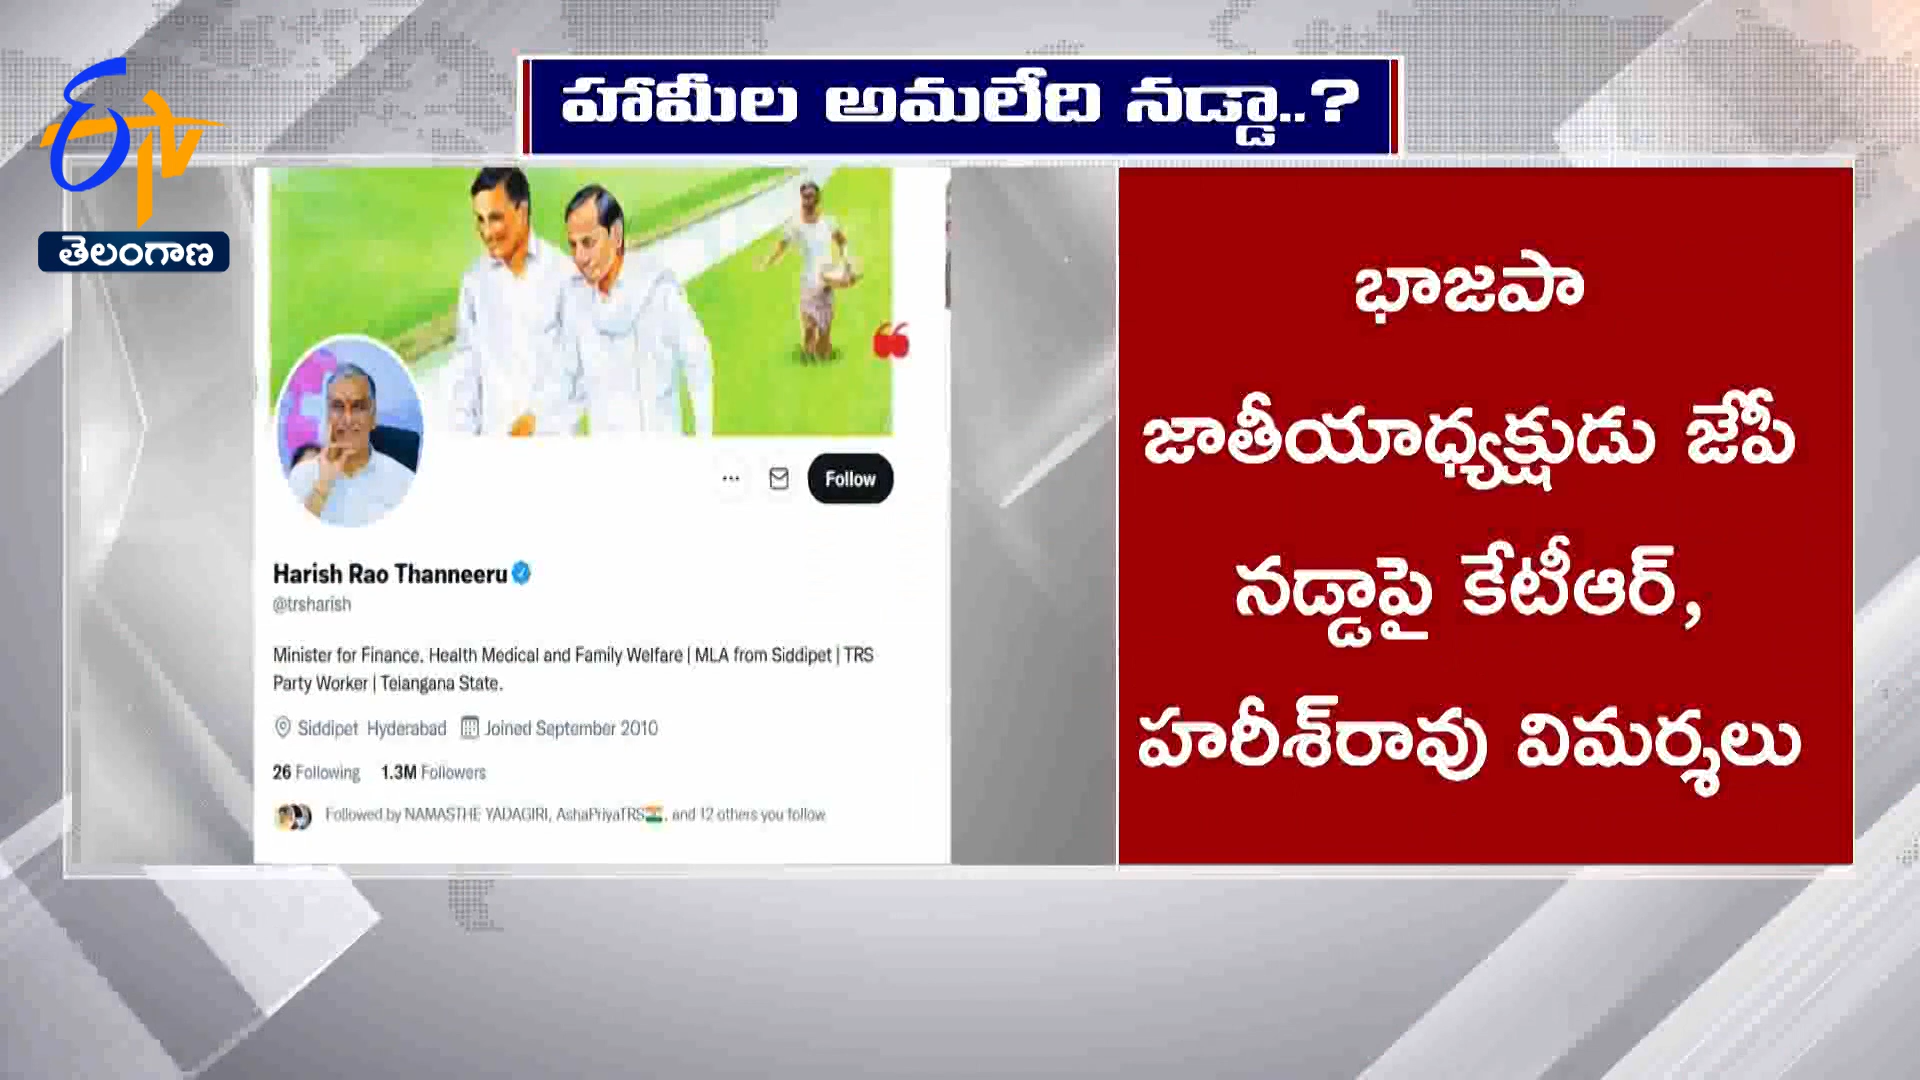 హామీల అమలేది నడ్డా..?
ETV
తెలంగాణ
భాజపా
జాతీయాధ్యక్షుడు జేపీ
నడ్డాపై కేటీఆర్,
హరీశ్‌రావు విమర్శలు
Follow
Harish Rao Thanneeru
@trsharish
Minister for Finance, Health Medical and Family Welfare | MLA from Siddipet | TRS
Party Worker | Telangana State.
Siddipet Hyderabad Joined September 2010
26 Following 1.3M Followers
Followed by NAMASTHE YADAGIRI, AshaPriyaTRS, and 12 others you follow